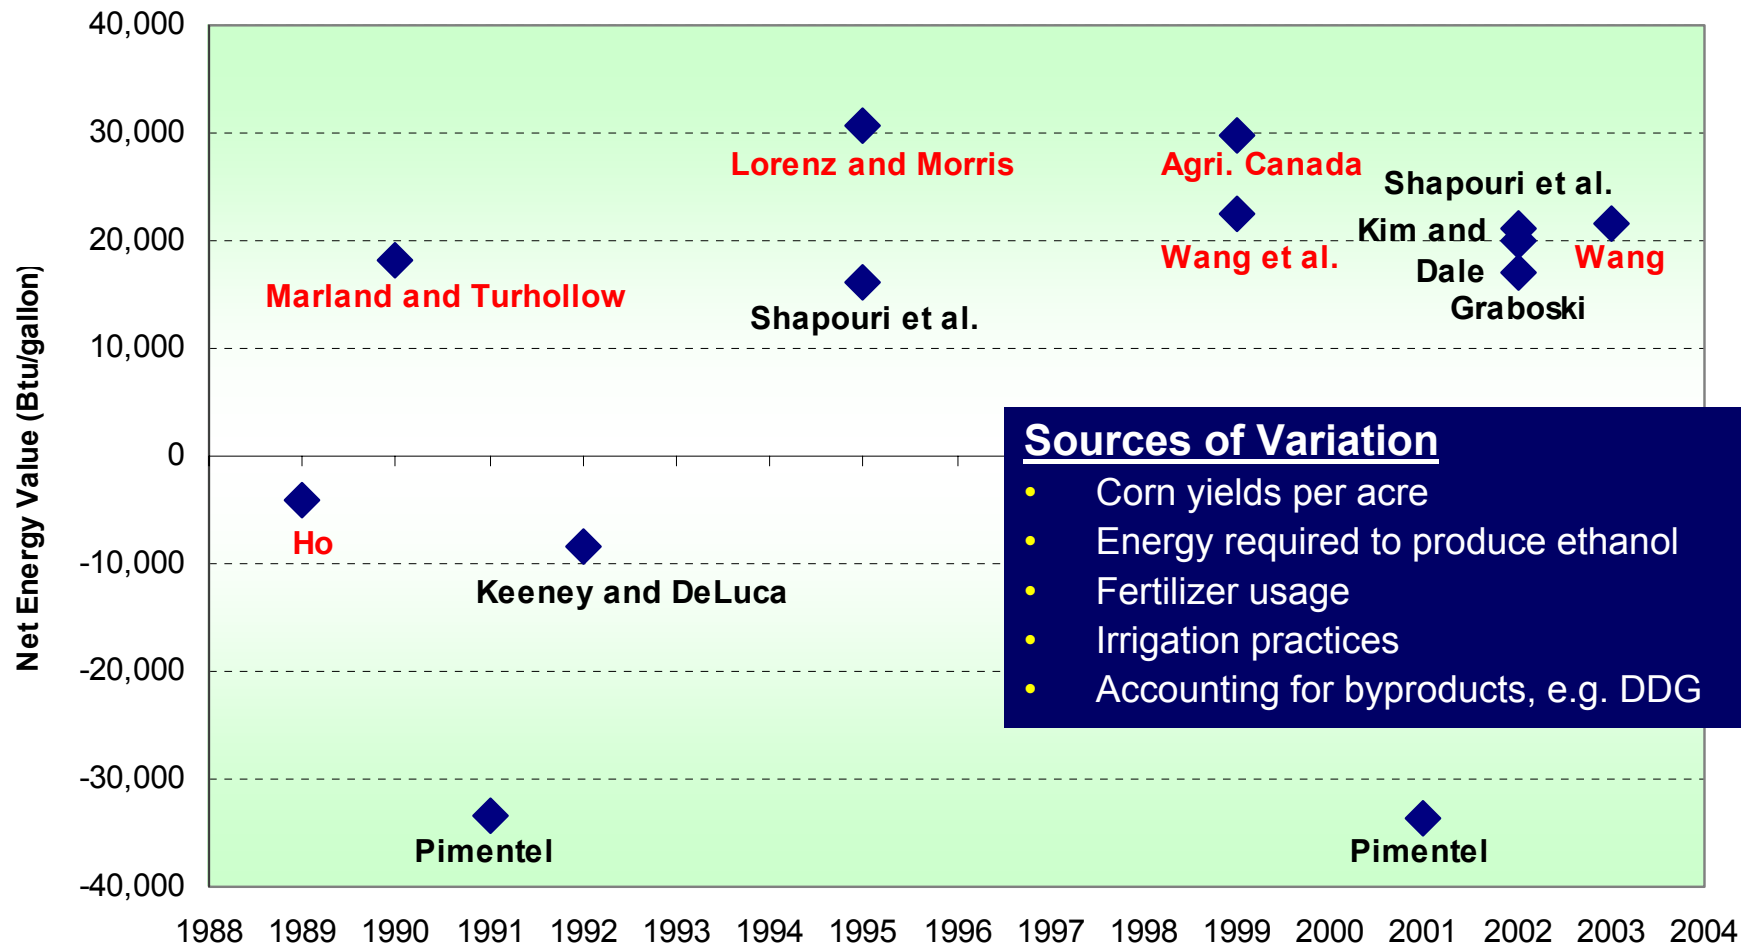 40,000
30,000
20,000
10,000
0
-10,000
-20,000
-30,000
-40,000
Net Energy Value (Btu/gallon)
Lorenz and Morris
Agri. Canada
Shapouri et al.
Kim and
Dale
Wang et al.
Wang
Marland and Turhollow
Graboski
Shapouri et al.
Ho
Keeney and DeLuca
Sources of Variation
• Corn yields per acre
• Energy required to produce ethanol
• Fertilizer usage
• Irrigation practices
• Accounting for byproducts, e.g. DDG
Pimentel
Pimentel
1988 1989 1990 1991 1992 1993 1994 1995 1996 1997 1998 1999 2000 2001 2002 2003 2004